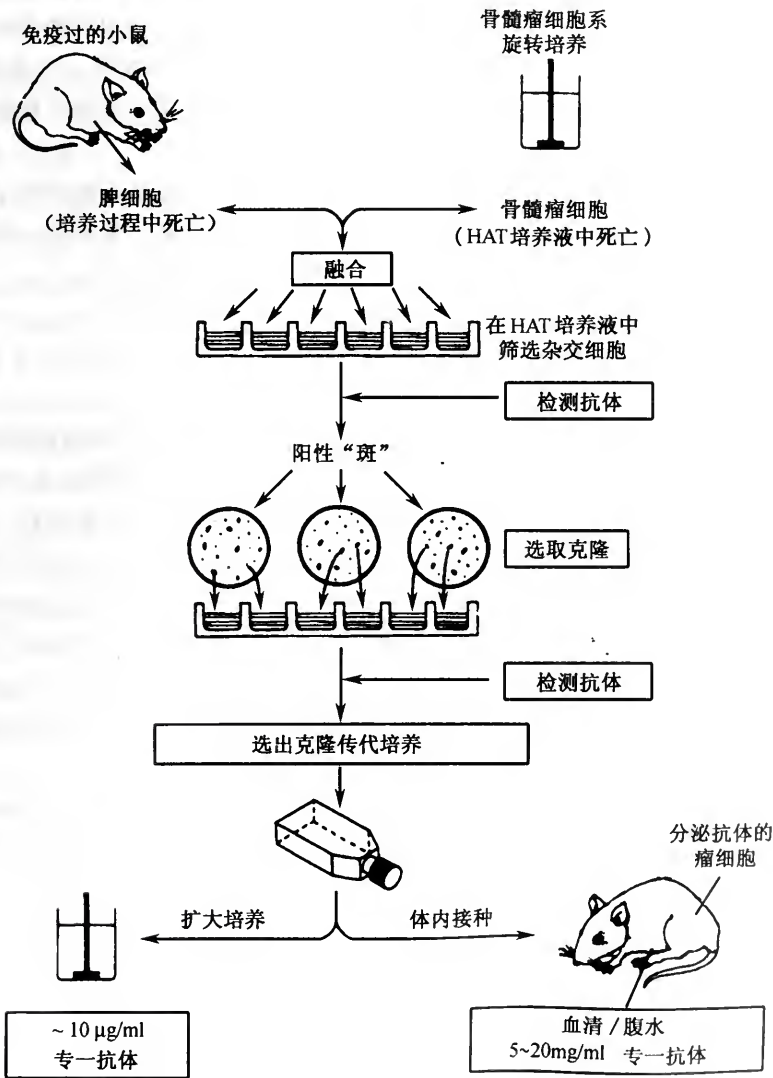 免疫过的小鼠
骨髓瘤细胞系
旋转培养
脾细胞
(培养过程中死亡)
骨髓瘤细胞
(HAT培养液中死亡)
融合
在HAT培养液中
筛选杂交细胞
检测抗体
阳性“斑”
选取克隆
检测抗体
选出克隆传代培养
分泌抗体的
瘤细胞
扩大培养
体内接种
~10 μg/ml
专一抗体
血清/腹水
5~20mg/ml 专一抗体